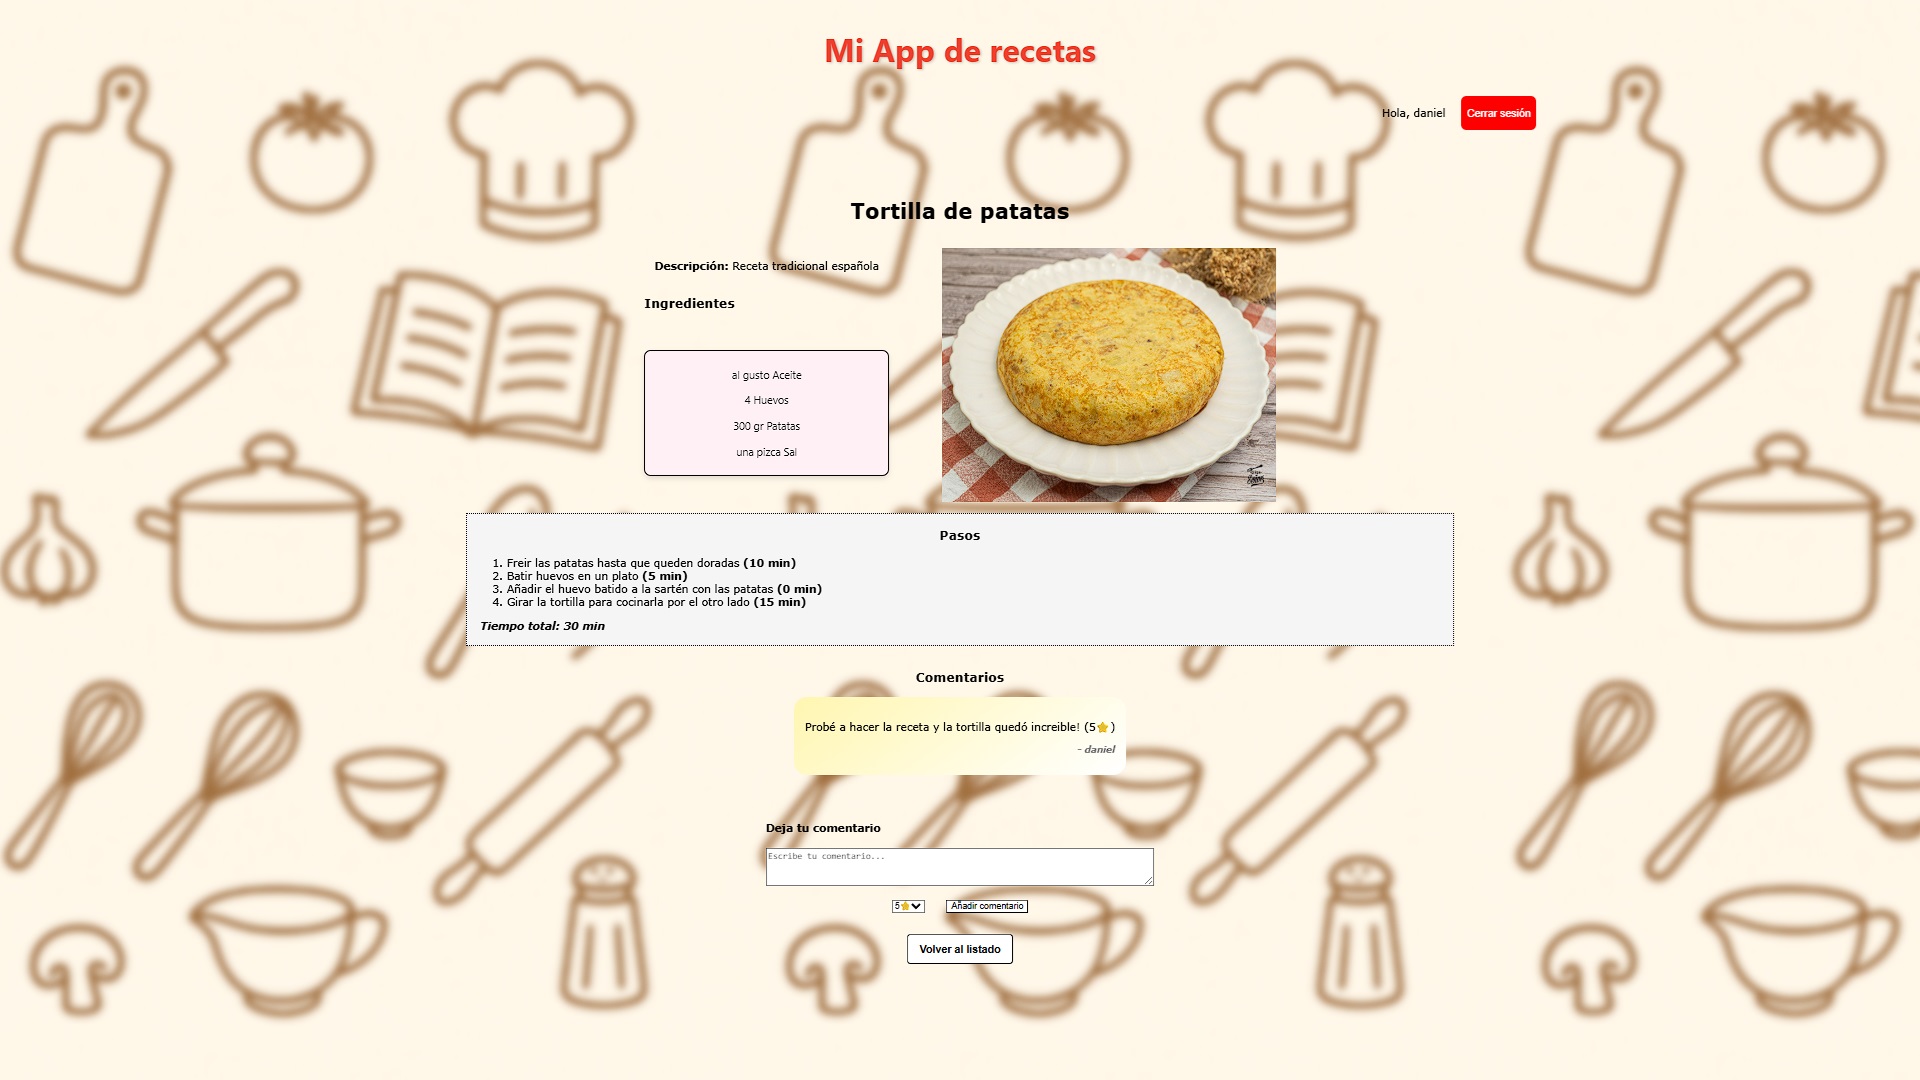 Mi App de recetas
Hola, daniel
Cerrar sesión
Tortilla de patatas
Descripción: Receta tradicional española
Ingredientes
al gusto Aceite
4 Huevos
300 gr Patatas
una pizca Sal
Pasos
1. Freir las patatas hasta que queden doradas (10 min)
2. Batir huevos en un plato (5 min)
3. Añadir el huevo batido a la sartén con las patatas (0 min)
4. Girar la tortilla para cocinarla por el otro lado (15 min)
Tiempo total: 30 min
Comentarios
Probé a hacer la receta y la tortilla quedó increible! (5⭐)
- daniel
Deja tu comentario
Escribe tu comentario...
5⭐
Añadir comentario
Volver al listado